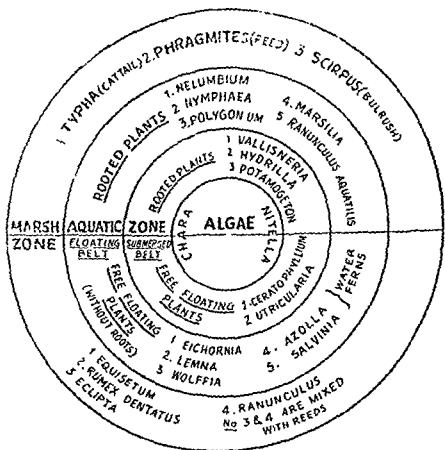 1 TYPHA(CATTAIL) 2. PHRAGMITES(REED) 3 SCIRPUS(BULRUSH)
ROOTED PLANTS
1. NELUMBIUM
2 NYMPHAEA
3. POLYGONUM
4. MARSILIA
5 RANUNCULUS AQUATILIS
ROOTED PLANTS
1 VALLISNERIA
2 HYDRILLA
3 POTAMOGETON
CHARA
ALGAE
NITELLA
MARSH
ZONE
AQUATIC ZONE
FLOATING
BELT
SUBMERGED
BELT
FREE FLOATING
PLANTS
1. CERATOPHYLLUM
2 UTRICULARIA
FREE FLOATING
PLANTS
(WITHOUT ROOTS)
1 EICHORNIA
2. LEMNA
3 WOLFFIA
4. AZOLLA
5. SALVINIA
WATER
FERNS
1 EQUISETUM
2. RUMEX DENTATUS
3 ECLIPTA
4. RANUNCULUS
No 3 & 4 ARE MIXED
WITH REEDS